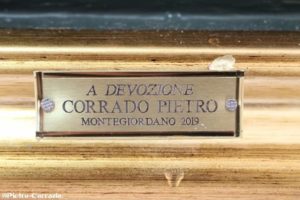 A DEVOZIONE
CORRADO PIETRO
MONTEGIORDANO 2019
©Pietro-Corrado